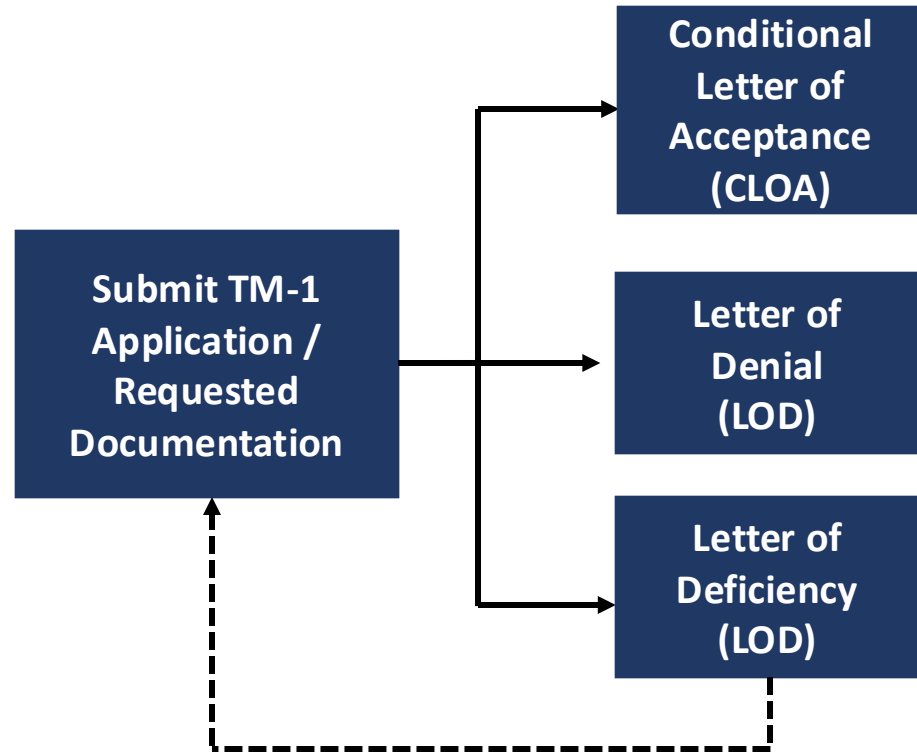 Conditional
Letter of
Acceptance
(CLOA)
Submit TM-1
Application /
Requested
Documentation
Letter of
Denial
(LOD)
Letter of
Deficiency
(LOD)